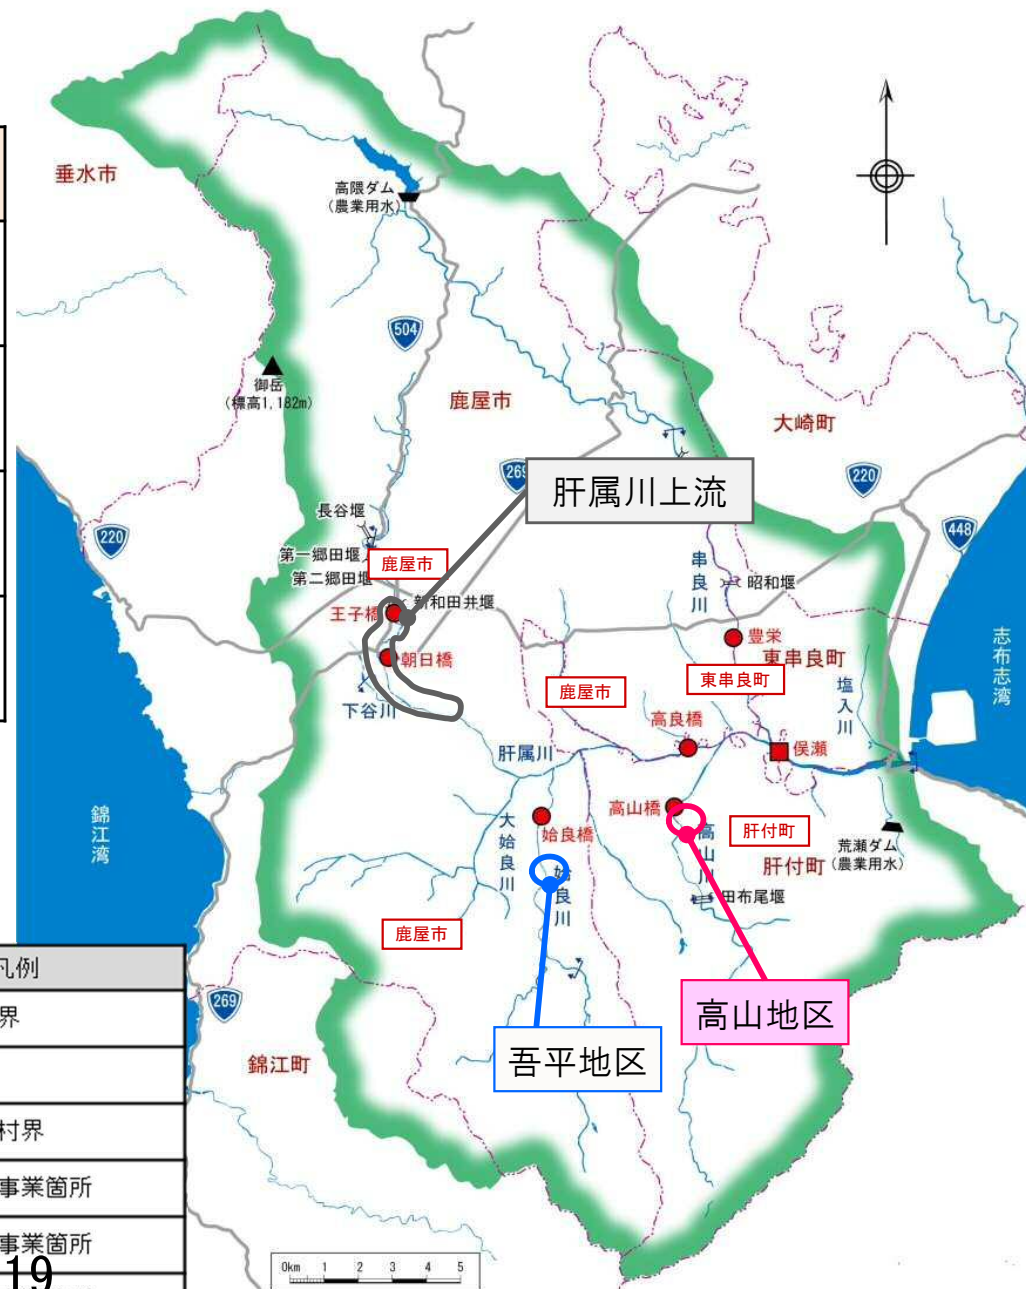 垂水市
高隈ダム
(農業用水)
504
御岳
(標高1,182m)
鹿屋市
大崎町
269
肝属川上流
220
448
220
長谷堰
第一郷田堰
第二郷田堰
鹿屋市
新和田井堰
王子橋
朝日橋
下谷川
串良川
昭和堰
豊栄
東串良町
東串良町
鹿屋市
塩入川
志布志湾
高良橋
俣瀬
肝属川
高山橋
高山川
肝付町
肝付町
荒瀬ダム
(農業用水)
大姶良川
姶良橋
姶良川
田布尾堰
鹿屋市
錦江湾
高山地区
吾平地区
269
錦江町
凡例
界
村界
事業箇所
事業箇所
19
0km 1 2 3 4 5